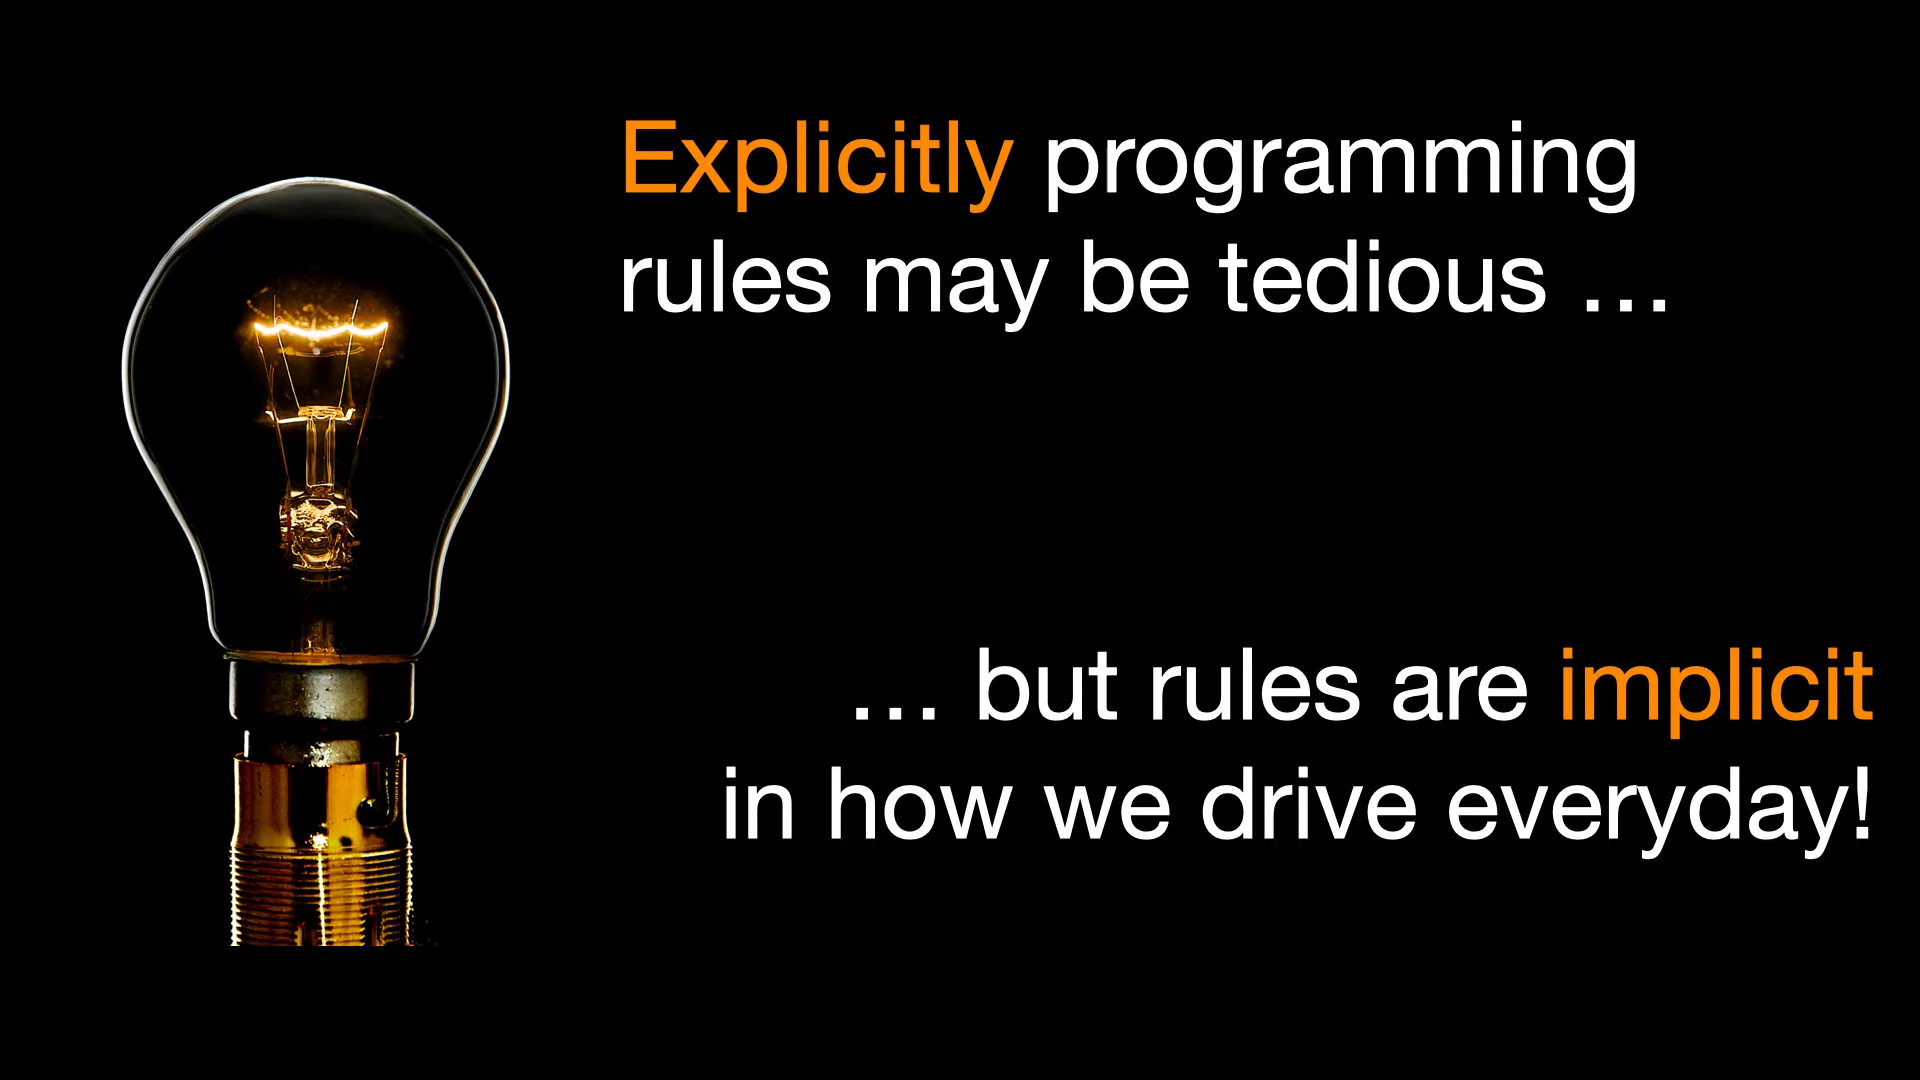 Explicitly programming
rules may be tedious …
… but rules are implicit
in how we drive everyday!